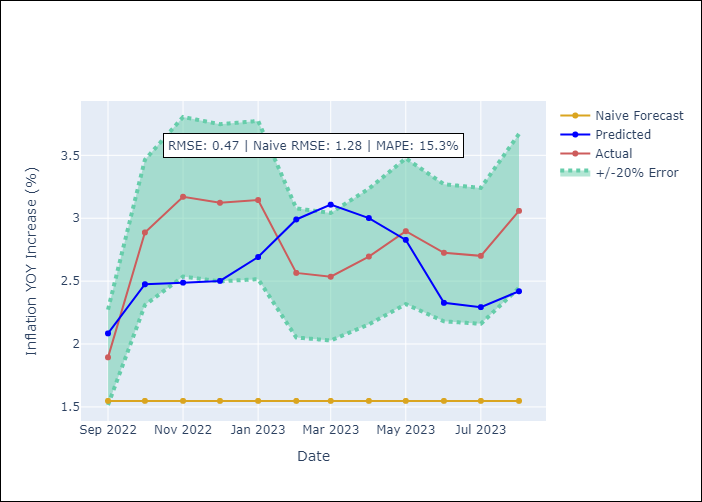 RMSE: 0.47 | Naive RMSE: 1.28 | MAPE: 15.3%
Naive Forecast
Predicted
Actual
+/-20% Error
Inflation YOY Increase (%)
3.5
3
2.5
2
1.5
Sep 2022
Nov 2022
Jan 2023
Mar 2023
May 2023
Jul 2023
Date